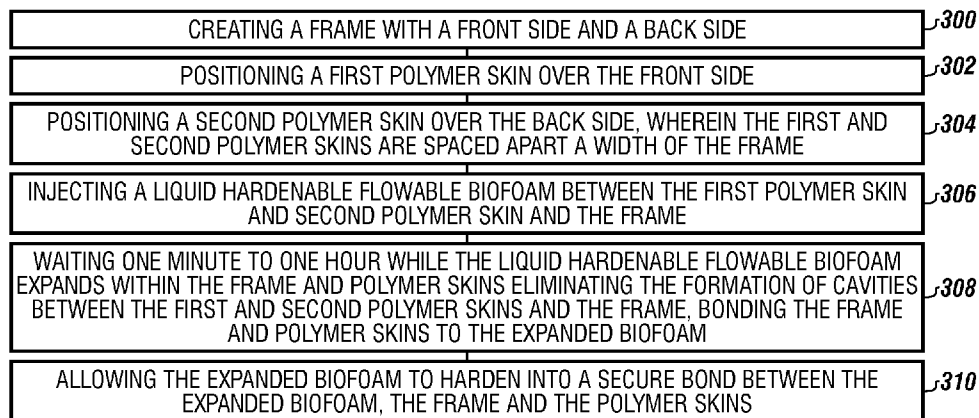 CREATING A FRAME WITH A FRONT SIDE AND A BACK SIDE
300
POSITIONING A FIRST POLYMER SKIN OVER THE FRONT SIDE
302
POSITIONING A SECOND POLYMER SKIN OVER THE BACK SIDE, WHEREIN THE FIRST AND
SECOND POLYMER SKINS ARE SPACED APART A WIDTH OF THE FRAME
304
INJECTING A LIQUID HARDENABLE FLOWABLE BIOFOAM BETWEEN THE FIRST POLYMER SKIN
AND SECOND POLYMER SKIN AND THE FRAME
306
WAITING ONE MINUTE TO ONE HOUR WHILE THE LIQUID HARDENABLE FLOWABLE BIOFOAM
EXPANDS WITHIN THE FRAME AND POLYMER SKINS ELIMINATING THE FORMATION OF CAVITIES
BETWEEN THE FIRST AND SECOND POLYMER SKINS AND THE FRAME, BONDING THE FRAME
AND POLYMER SKINS TO THE EXPANDED BIOFOAM
308
ALLOWING THE EXPANDED BIOFOAM TO HARDEN INTO A SECURE BOND BETWEEN THE
EXPANDED BIOFOAM, THE FRAME AND THE POLYMER SKINS
310